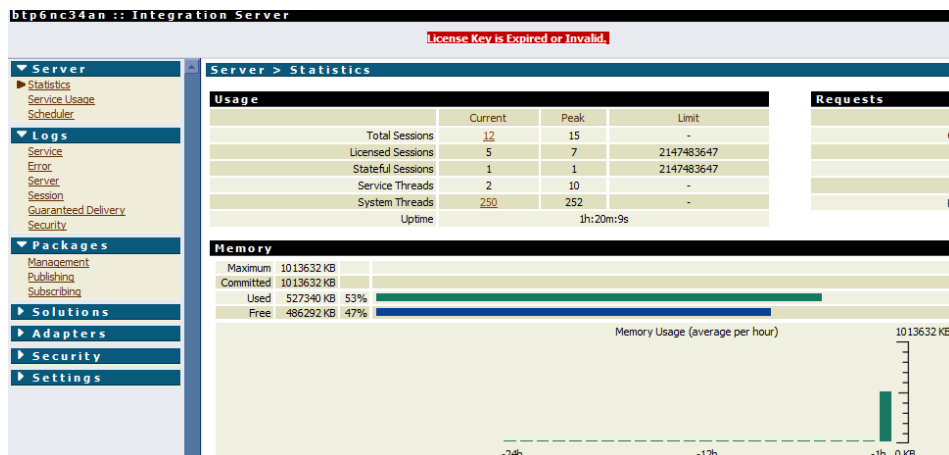 btp6nc34an :: Integration Server
License Key is Expired or Invalid.
Server
Statistics
Service Usage
Scheduler
Logs
Service
Error
Server
Session
Guaranteed Delivery
Security
Packages
Management
Publishing
Subscribing
Solutions
Adapters
Security
Settings
Server > Statistics
Usage
Current Peak Limit
Total Sessions 12 15 -
Licensed Sessions 5 7 2147483647
Stateful Sessions 1 1 2147483647
Service Threads 2 10 -
System Threads 250 252 -
Uptime 1h:20m:9s
Requests
Memory
Maximum 1013632 KB
Committed 1013632 KB
Used 527340 KB 53%
Free 486292 KB 47%
Memory Usage (average per hour) 1013632 KB
-24h -12h -1h 0 KB